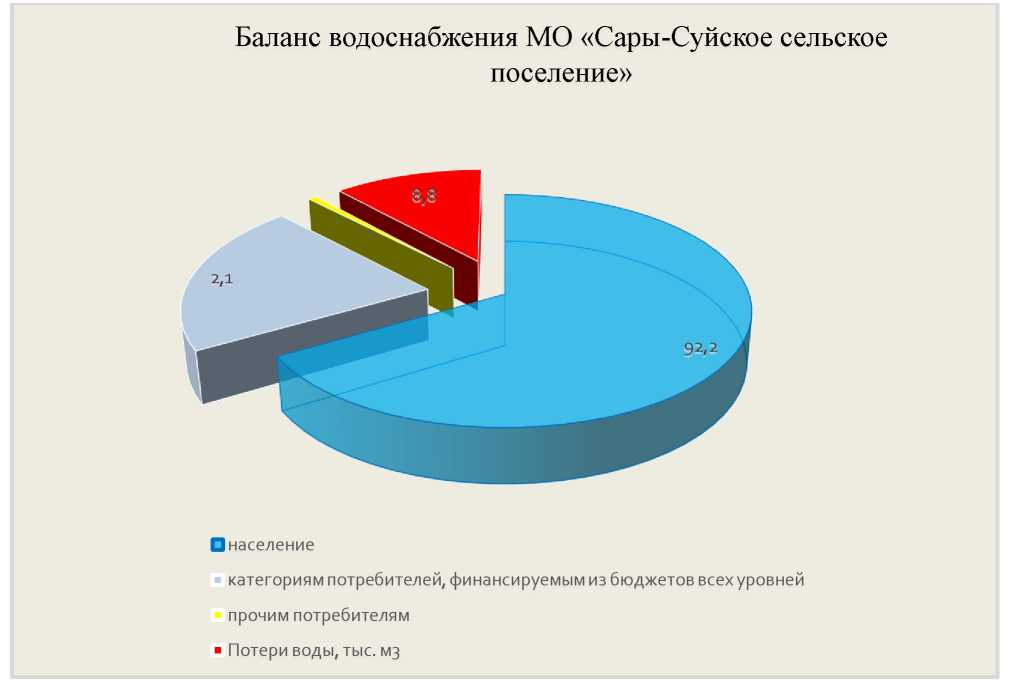 Баланс водоснабжения МО «Сары-Суйское сельское
поселение»
8,8
2,1
92,2
население
категориям потребителей, финансируемым из бюджетов всех уровней
прочим потребителям
Потери воды, тыс. м3